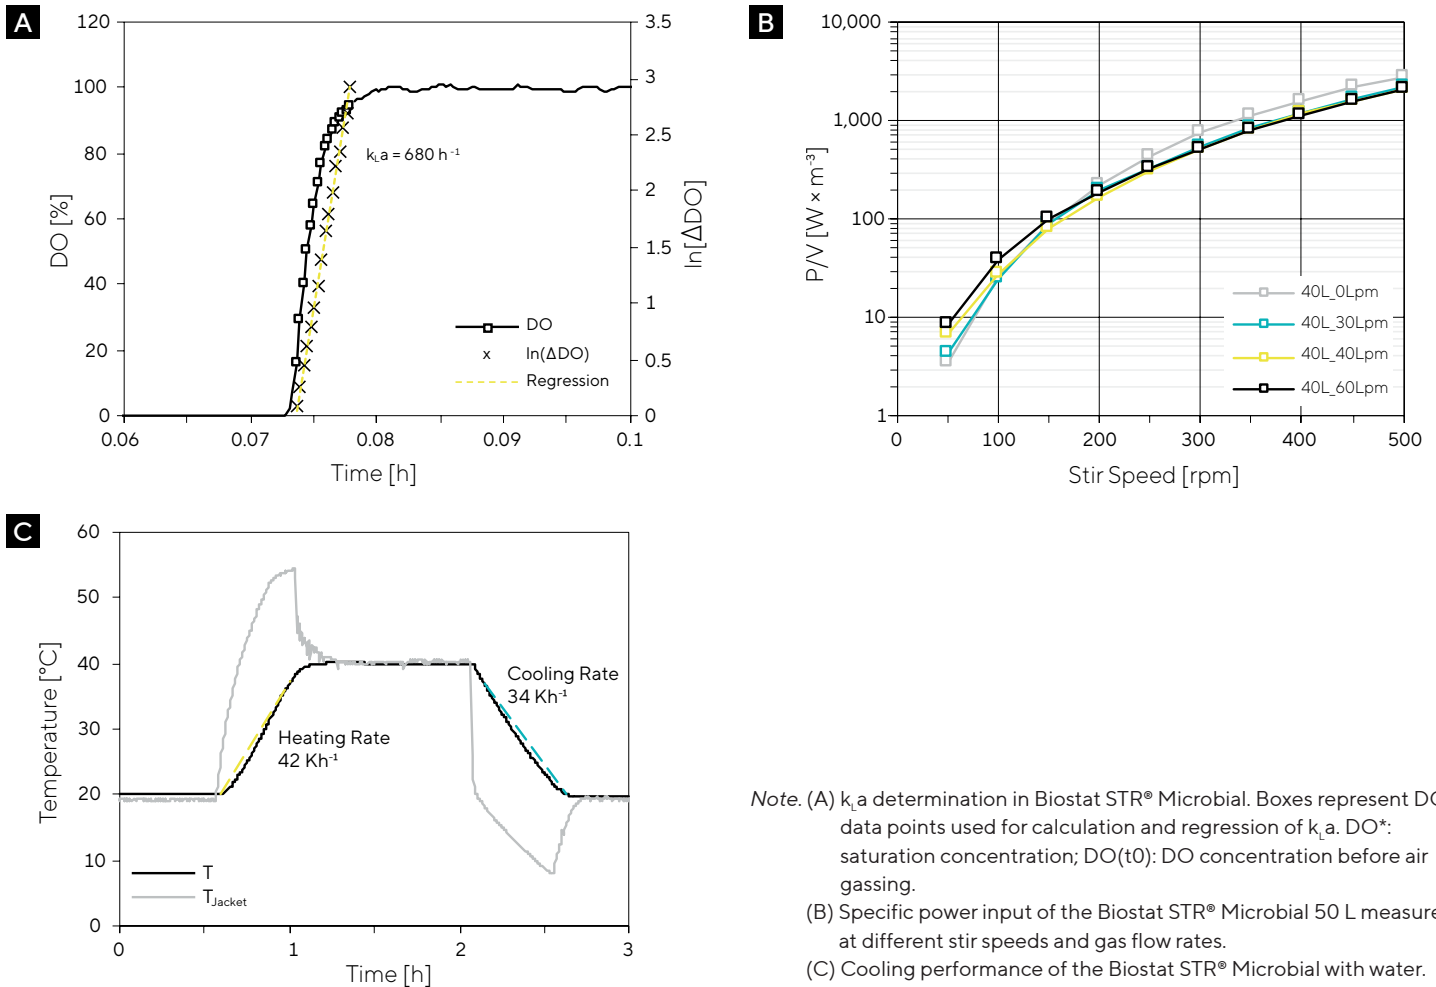 A
120
100
80
60
40
20
0
DO [%]
3.5
3
2.5
2
1.5
1
0.5
0
ln[ΔDO]
kLa = 680 h⁻¹
DO
ln(ΔDO)
Regression
0.06
0.07
0.08
0.09
0.1
Time [h]
B
10,000
1,000
100
10
1
P/V [W × m⁻³]
40L_0Lpm
40L_30Lpm
40L_40Lpm
40L_60Lpm
0
100
200
300
400
500
Stir Speed [rpm]
C
60
50
40
30
20
10
0
Temperature [°C]
Heating Rate
42 Kh⁻¹
Cooling Rate
34 Kh⁻¹
T
TJacket
0
1
2
3
Time [h]
Note. (A) kLa determination in Biostat STR® Microbial. Boxes represent DO
data points used for calculation and regression of kLa. DO*:
saturation concentration; DO(t0): DO concentration before air
gassing.
(B) Specific power input of the Biostat STR® Microbial 50 L measure
at different stir speeds and gas flow rates.
(C) Cooling performance of the Biostat STR® Microbial with water.